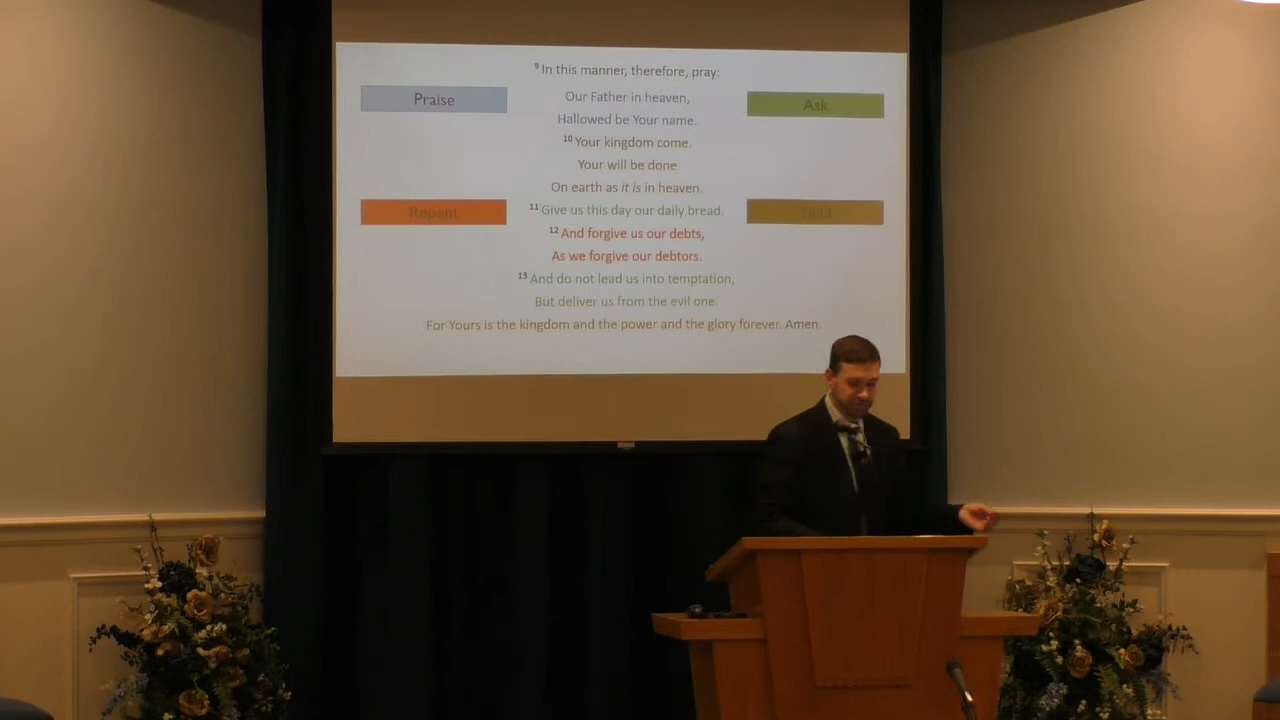 ⁹ In this manner, therefore, pray:
Praise
Our Father in heaven,
Ask
Hallowed be Your name.
¹⁰ Your kingdom come.
Your will be done
On earth as it is in heaven.
Repent
¹¹ Give us this day our daily bread.
Yield
¹² And forgive us our debts,
As we forgive our debtors.
¹³ And do not lead us into temptation,
But deliver us from the evil one.
For Yours is the kingdom and the power and the glory forever. Amen.